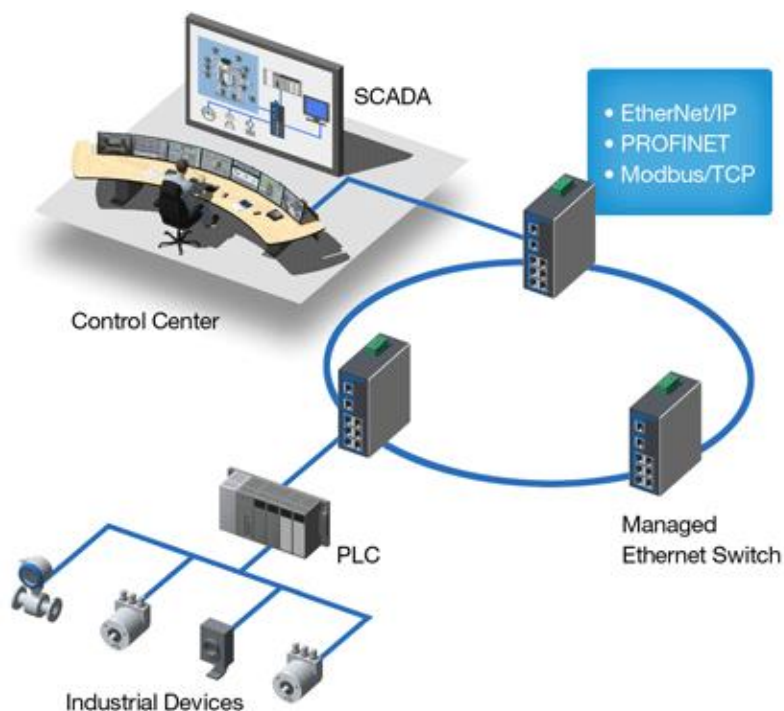 SCADA
• EtherNet/IP
• PROFINET
• Modbus/TCP
Control Center
Managed
Ethernet Switch
PLC
Industrial Devices